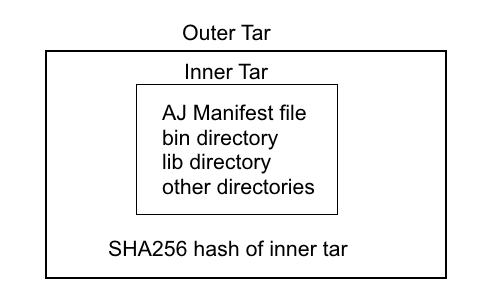 Outer Tar
Inner Tar
AJ Manifest file
bin directory
lib directory
other directories
SHA256 hash of inner tar